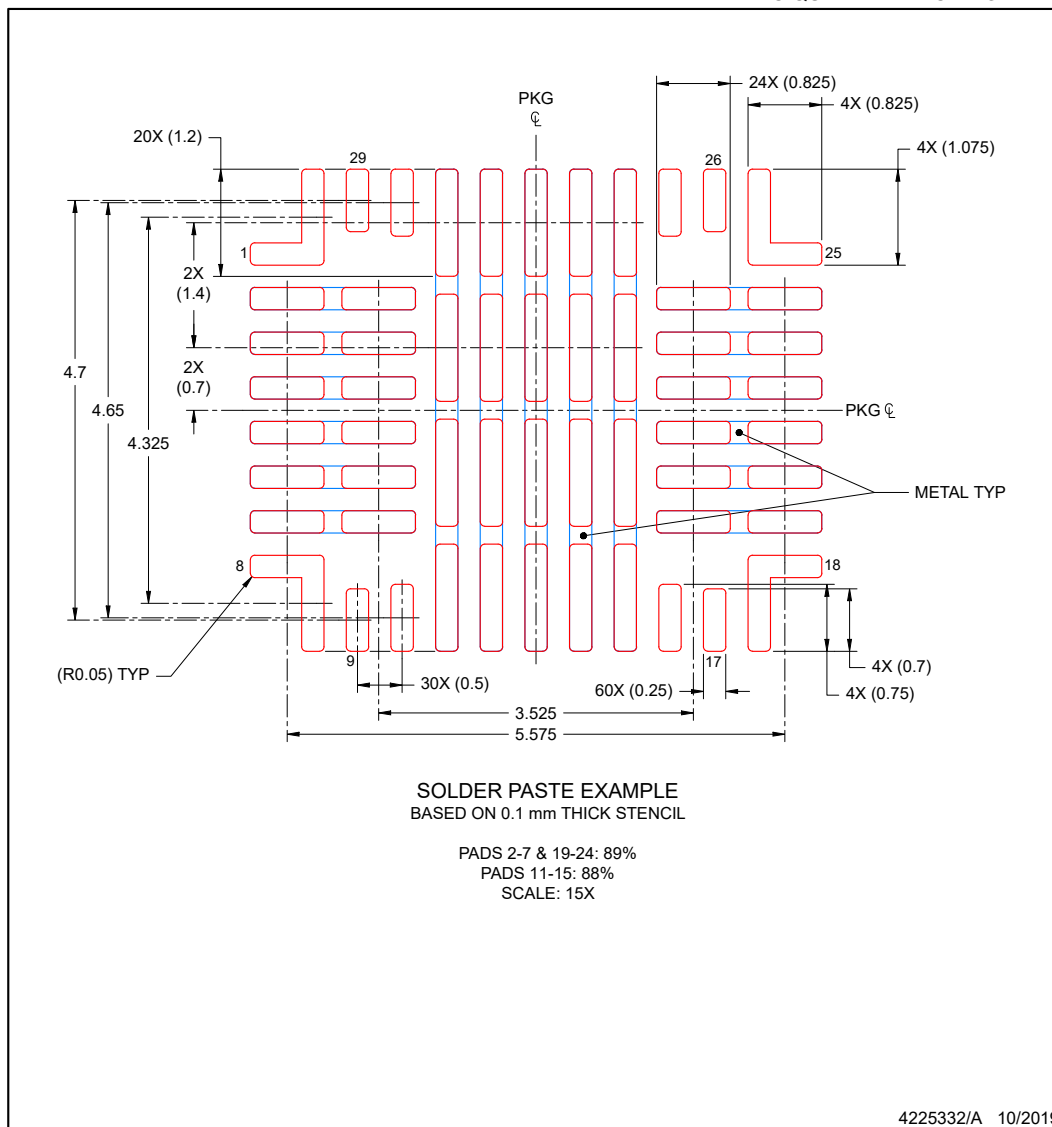 24X (0.825)
PKG
℄
4X (0.825)
20X (1.2)
4X (1.075)
29
26
1
25
2X
(1.4)
2X
(0.7)
4.7
4.65
4.325
PKG ℄
METAL TYP
8
18
(R0.05) TYP
9
17
30X (0.5)
60X (0.25)
4X (0.7)
4X (0.75)
3.525
5.575
SOLDER PASTE EXAMPLE
BASED ON 0.1 mm THICK STENCIL
PADS 2-7 & 19-24: 89%
PADS 11-15: 88%
SCALE: 15X
4225332/A 10/2019